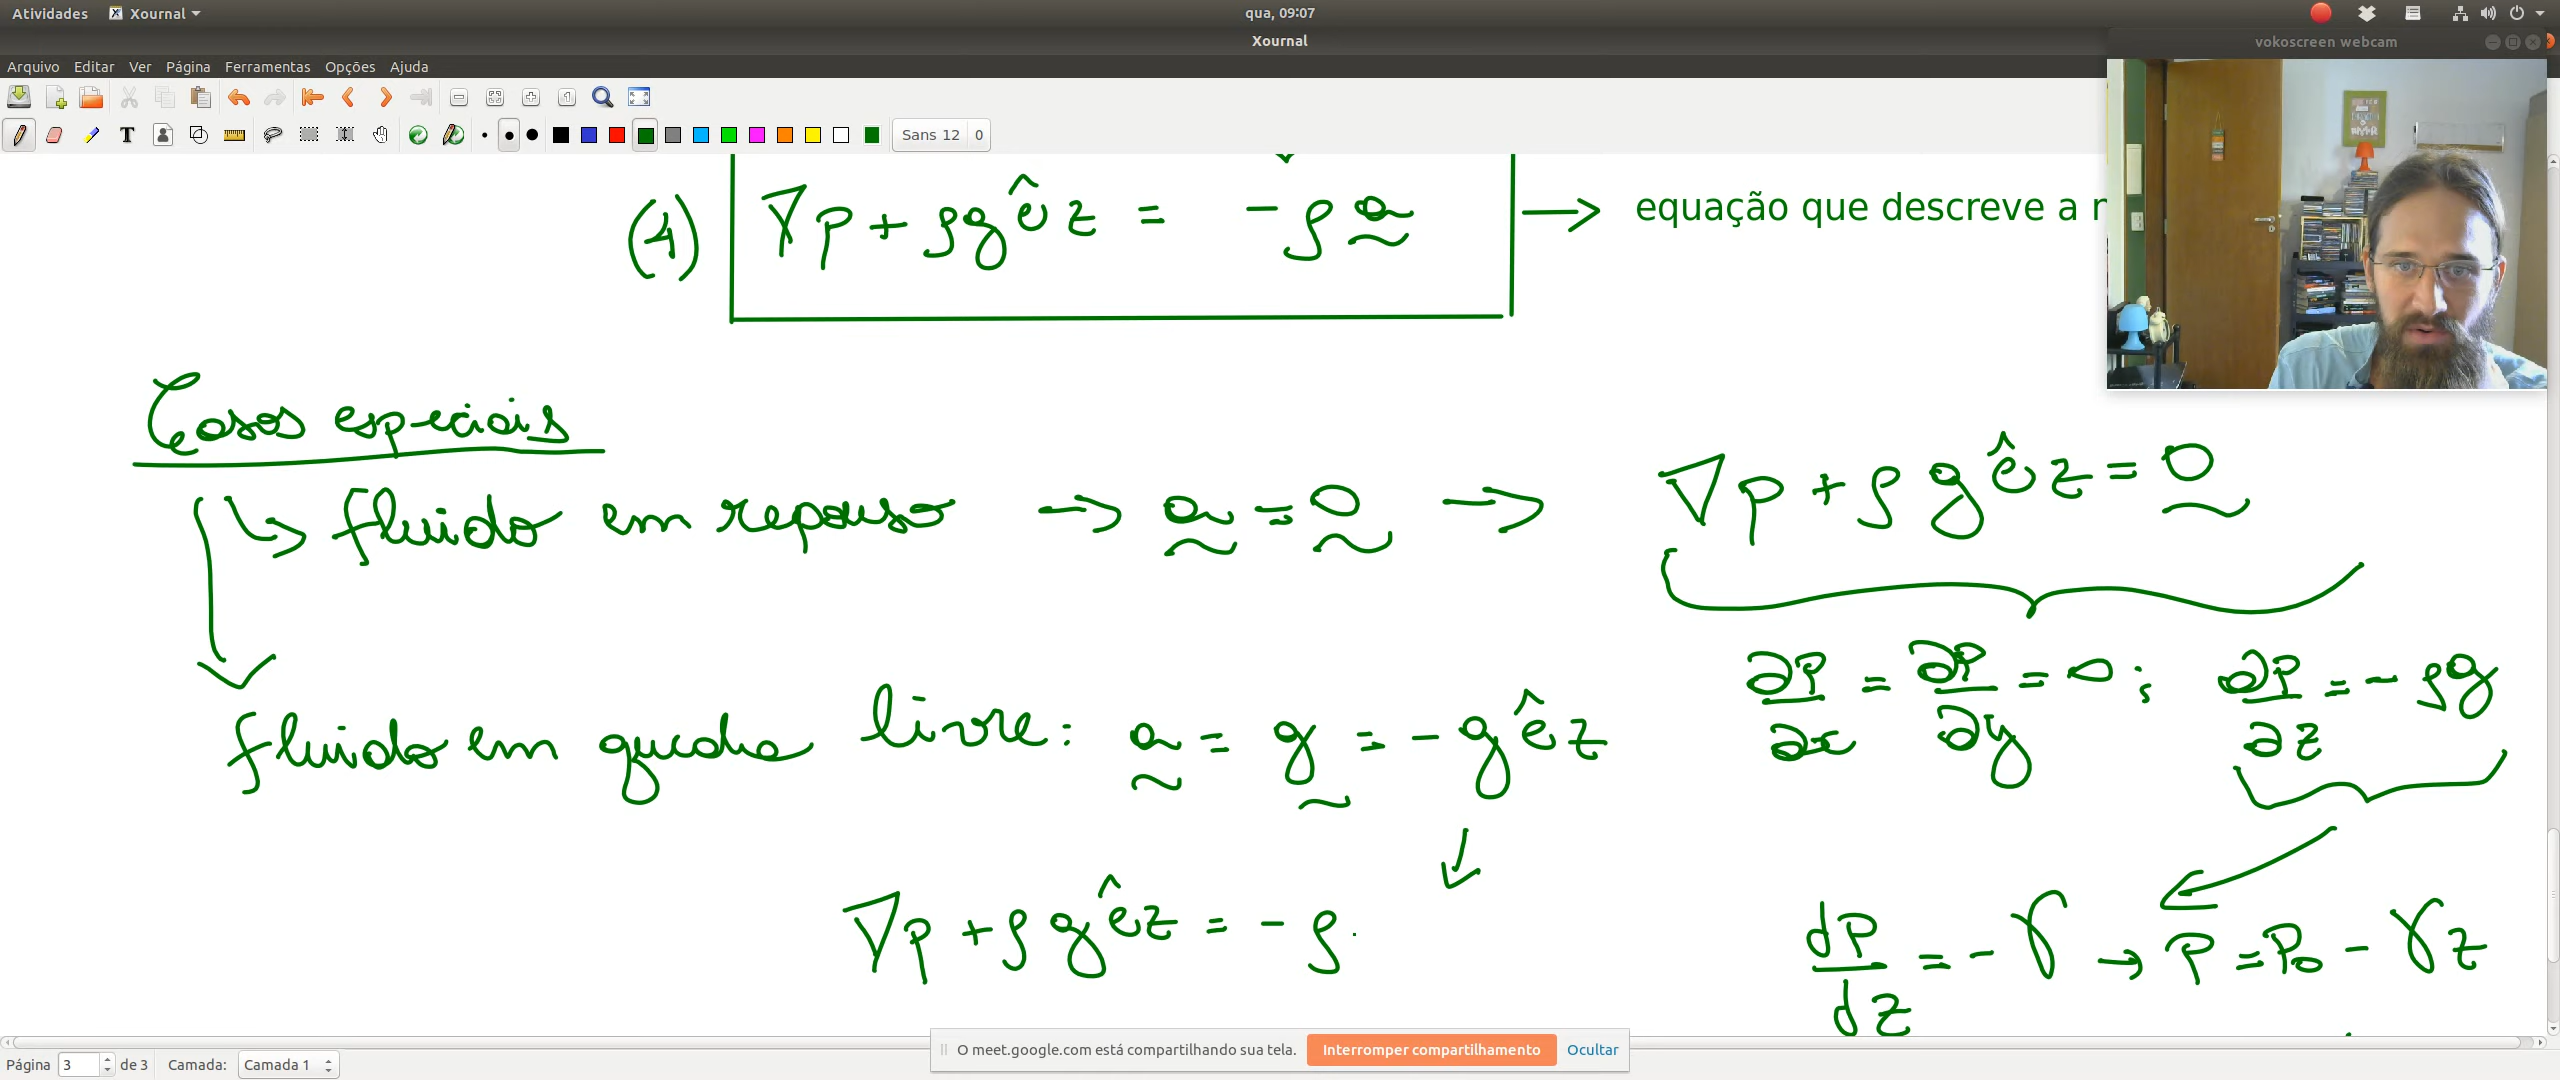 Atividades Xournal qua, 09:07
Xournal
vokoscreen webcam
Arquivo Editar Ver Página Ferramentas Opções Ajuda
Sans 12 0
(4) ∇p + ρgêz = -ρa → equação que descreve a
Casos especiais
↳ fluido em repouso → a = 0 → ∇p + ρgêz = 0
∂P/∂x = ∂P/∂y = 0; ∂P/∂z = -ρg
fluido em queda livre: a = g = -gêz
∇p + ρgêz = -ρ.
dP/dz = -γ → P = P₀ - γz
O meet.google.com está compartilhando sua tela. Interromper compartilhamento Ocultar
Página 3 de 3 Camada: Camada 1